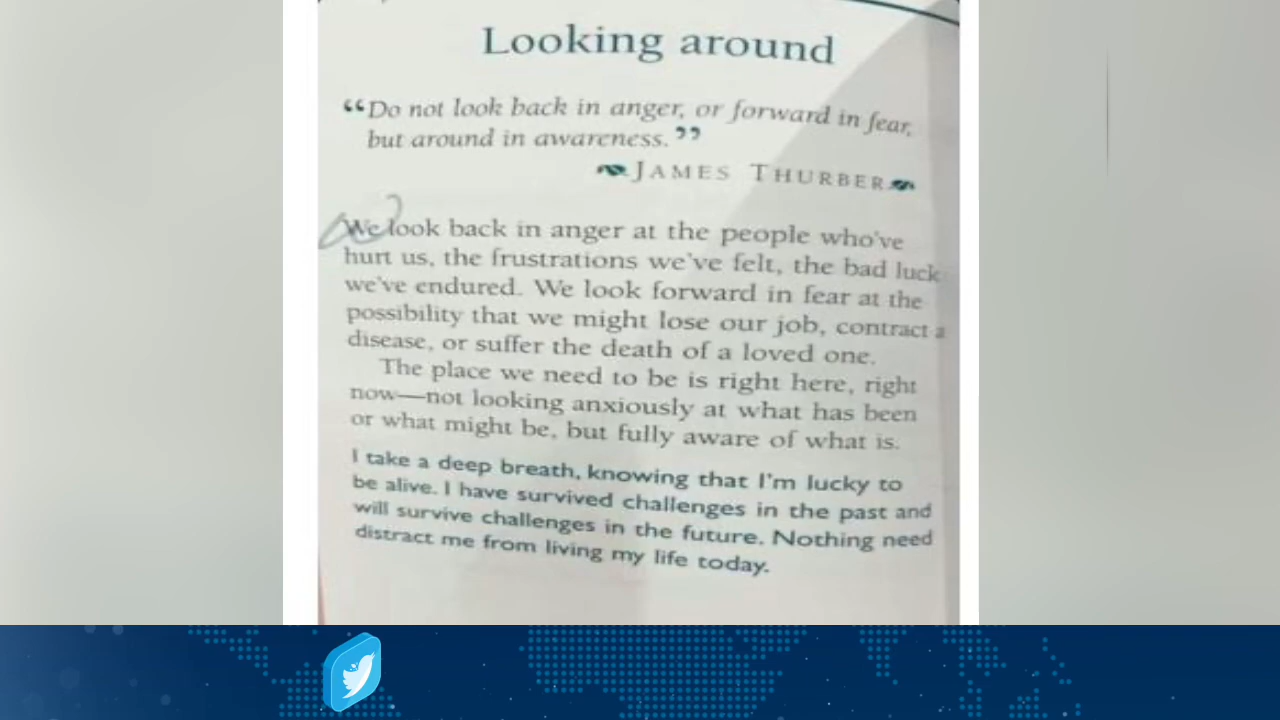 Looking around
“Do not look back in anger, or forward in fear,
but around in awareness.”
JAMES THURBER
We look back in anger at the people who've
hurt us, the frustrations we've felt, the bad luck
we've endured. We look forward in fear at the
possibility that we might lose our job, contract a
disease, or suffer the death of a loved one.
The place we need to be is right here, right
now—not looking anxiously at what has been
or what might be, but fully aware of what is.
I take a deep breath, knowing that I'm lucky to
be alive. I have survived challenges in the past and
will survive challenges in the future. Nothing need
distract me from living my life today.